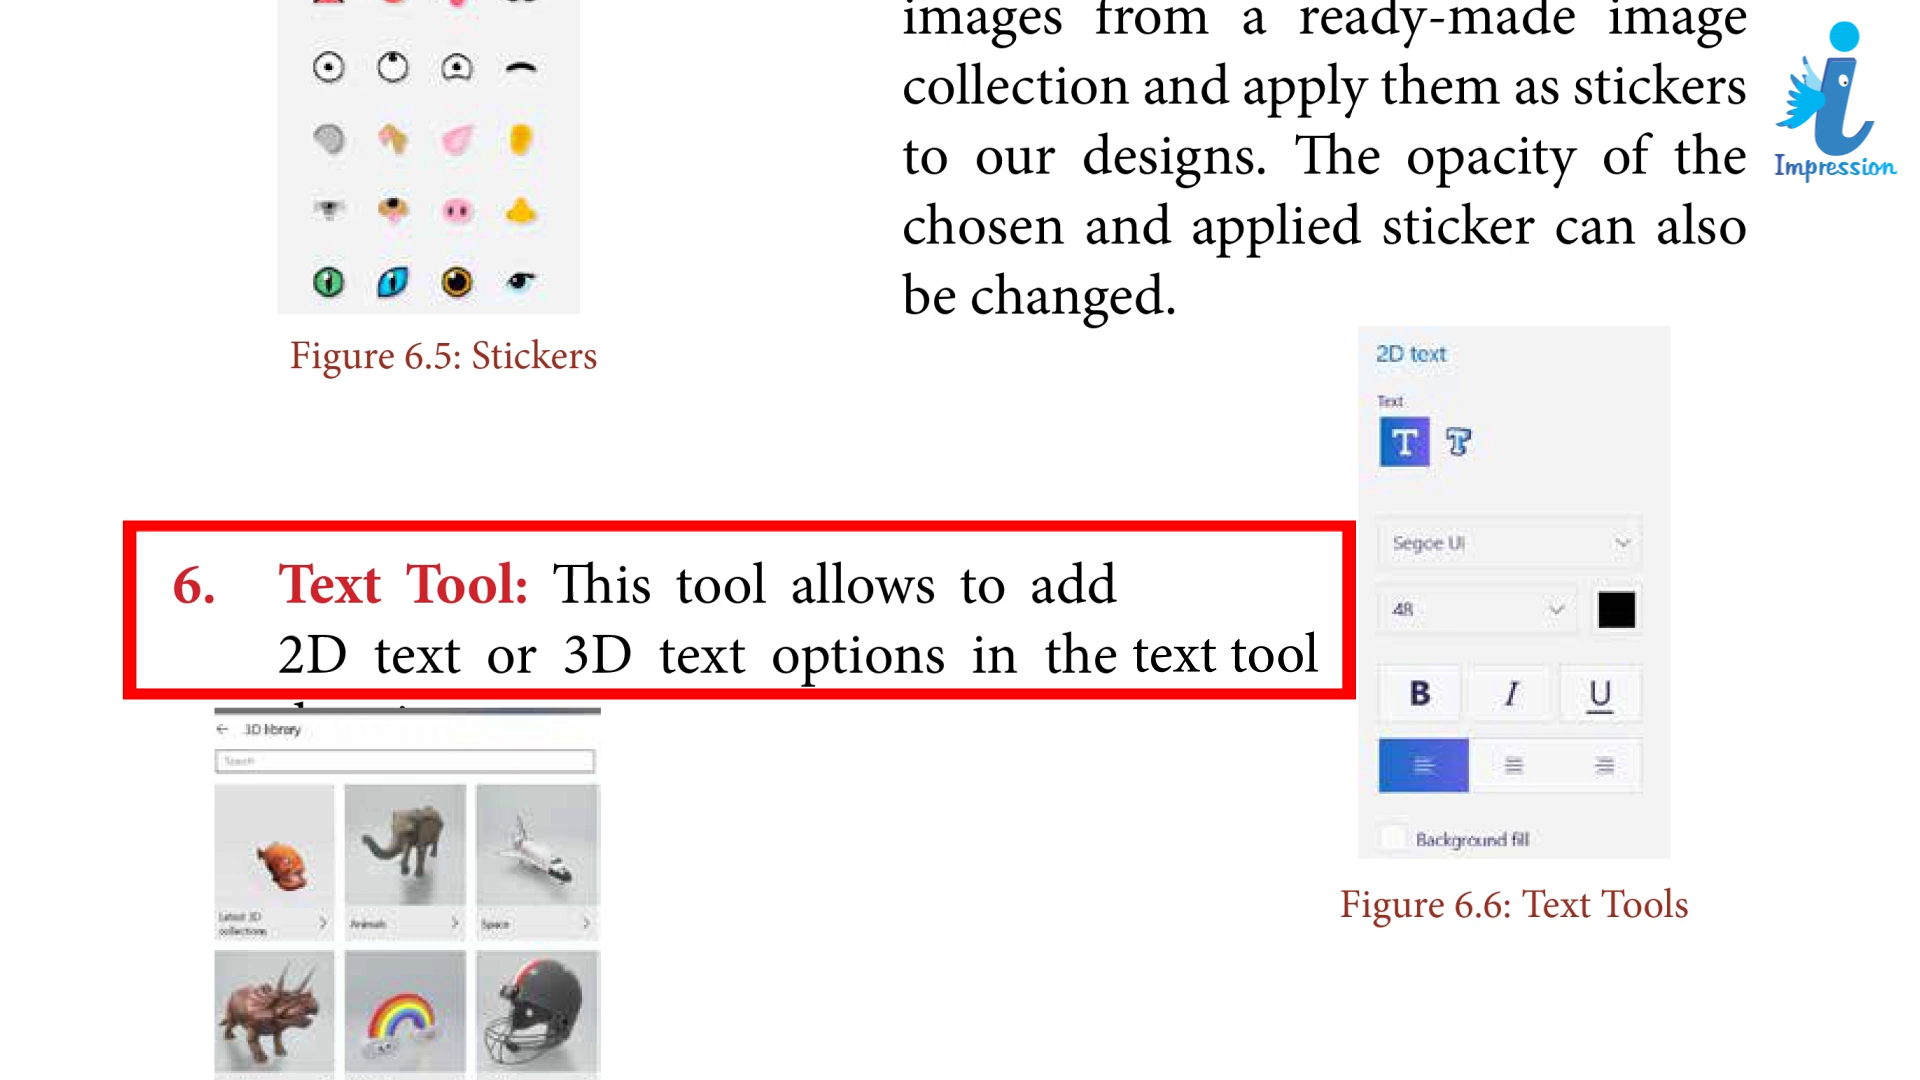 images from a ready-made image
collection and apply them as stickers
to our designs. The opacity of the
chosen and applied sticker can also
be changed.
Impression
Figure 6.5: Stickers
2D text
Text
T T
Segoe UI
48
B I U
Background fill
Figure 6.6: Text Tools
6. Text Tool: This tool allows to add
2D text or 3D text options in the text tool
3D library
Search
Latest 3D
collections
Animals
Space